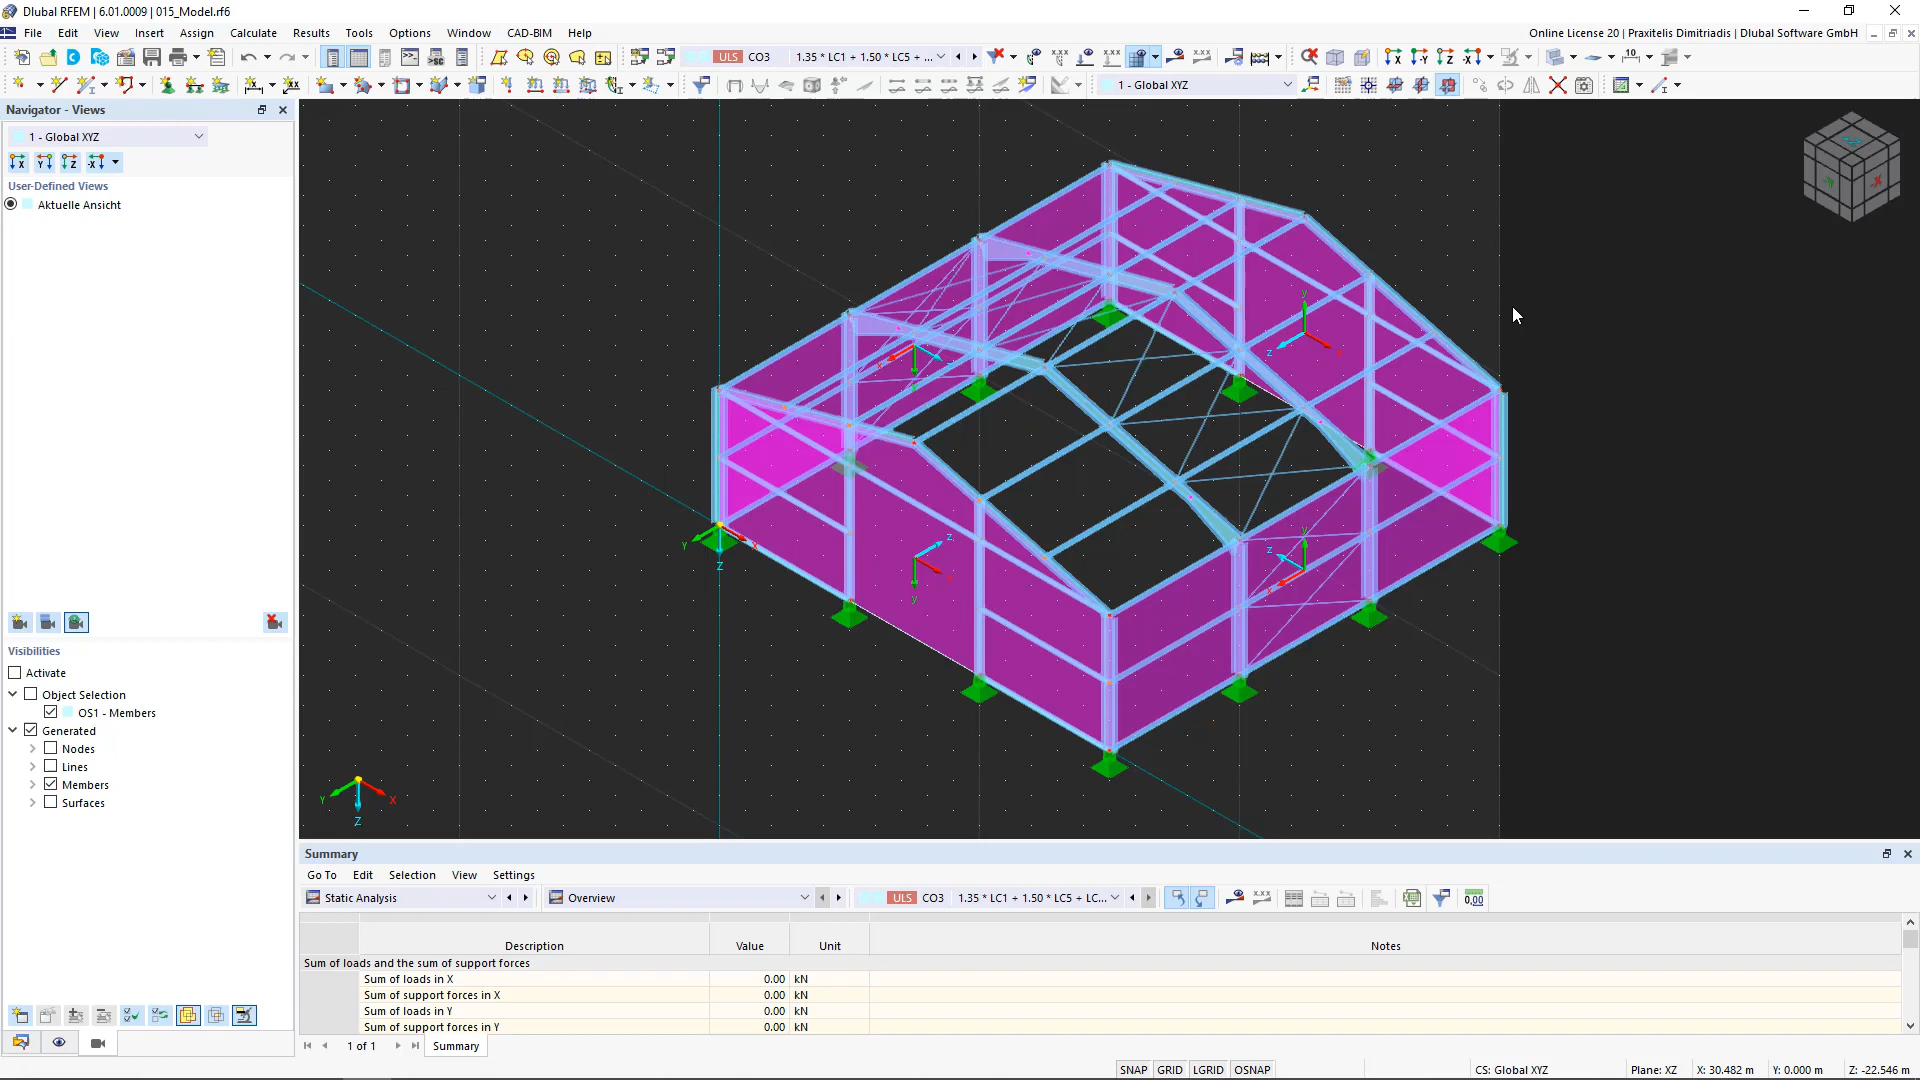 Dlubal RFEM | 6.01.0009 | 015_Model.rf6
File Edit View Insert Assign Calculate Results Tools Options Window CAD-BIM Help
Online License 20 | Praxitelis Dimitriadis | Dlubal Software GmbH
ULS CO3 1.35 * LC1 + 1.50 * LC5 + ...
1 - Global XYZ
Navigator - Views
1 - Global XYZ
User-Defined Views
Aktuelle Ansicht
Visibilities
Activate
Object Selection
OS1 - Members
Generated
Nodes
Lines
Members
Surfaces
Y
X
Z
Y
X
Z
y
z
x
z
y
z
y
x
-Y
-X
Summary
Go To Edit Selection View Settings
Static Analysis
Overview
ULS CO3 1.35 * LC1 + 1.50 * LC5 + LC...
0,00
Description Value Unit Notes
Sum of loads and the sum of support forces
Sum of loads in X 0.00 kN
Sum of support forces in X 0.00 kN
Sum of loads in Y 0.00 kN
Sum of support forces in Y 0.00 kN
1 of 1 Summary
SNAP GRID LGRID OSNAP
CS: Global XYZ
Plane: XZ
X: 30.482 m
Y: 0.000 m
Z: -22.546 m